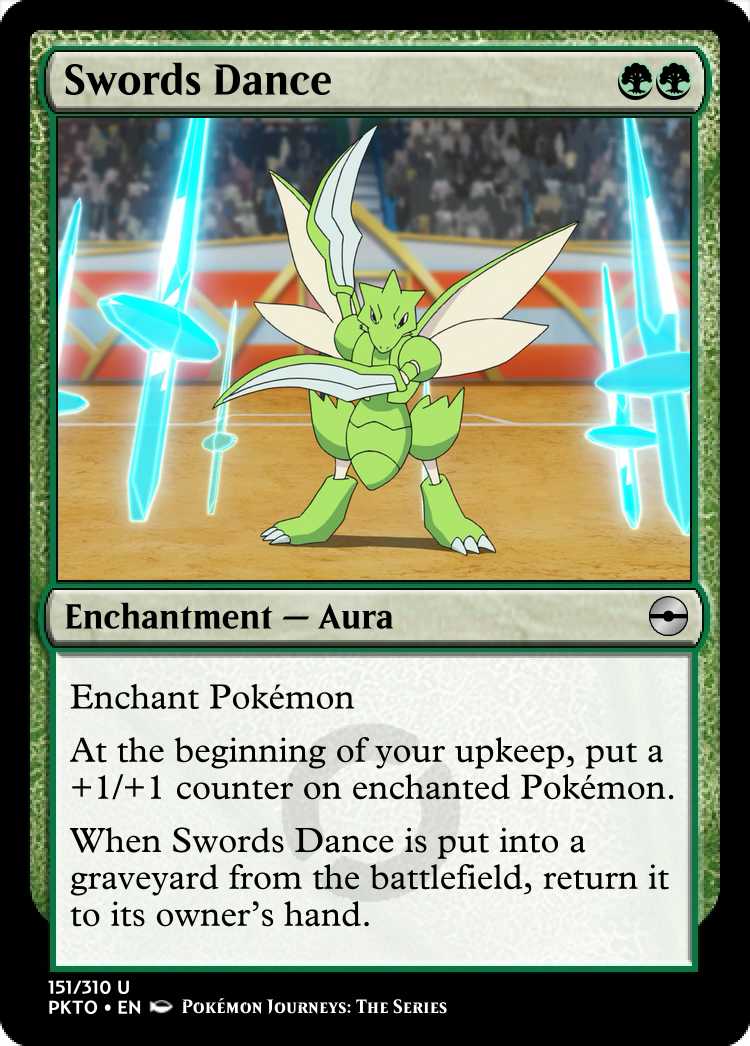 Swords Dance
Enchantment — Aura
Enchant Pokémon
At the beginning of your upkeep, put a
+1/+1 counter on enchanted Pokémon.
When Swords Dance is put into a
graveyard from the battlefield, return it
to its owner's hand.
151/310 U
PKTO • EN Pokémon Journeys: The Series